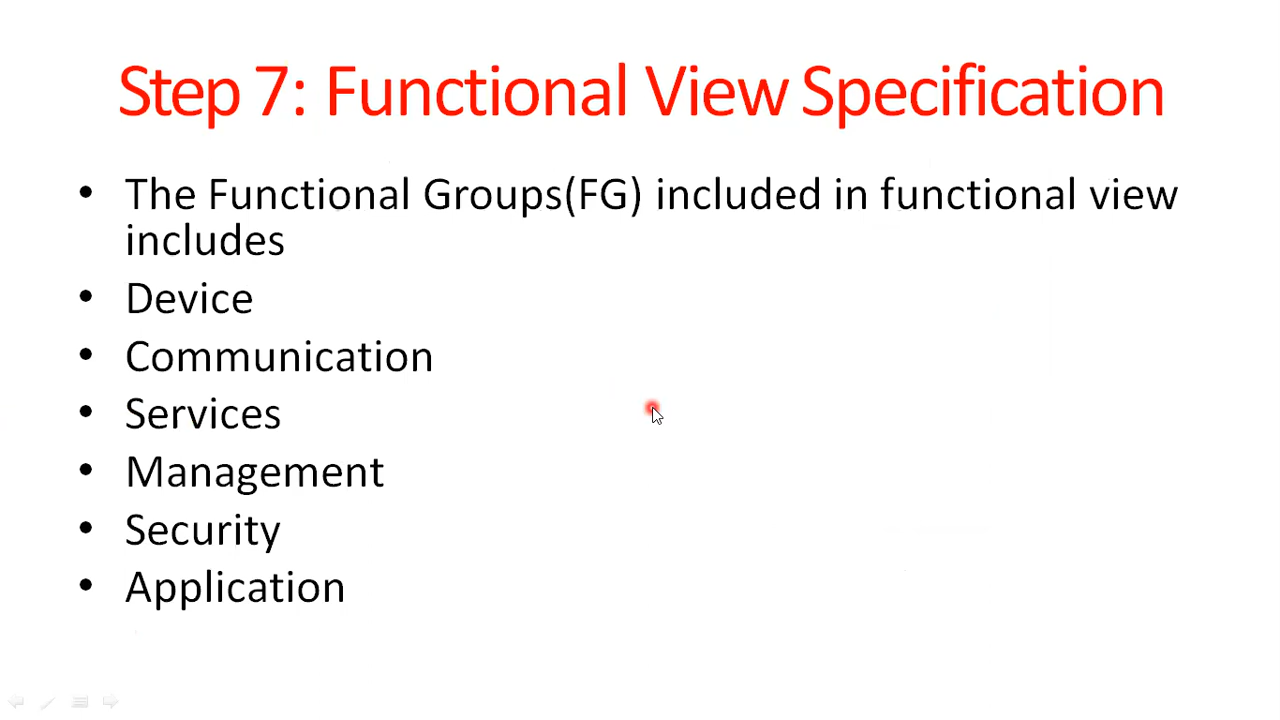 Step 7: Functional View Specification
• The Functional Groups(FG) included in functional view
includes
• Device
• Communication
• Services
• Management
• Security
• Application